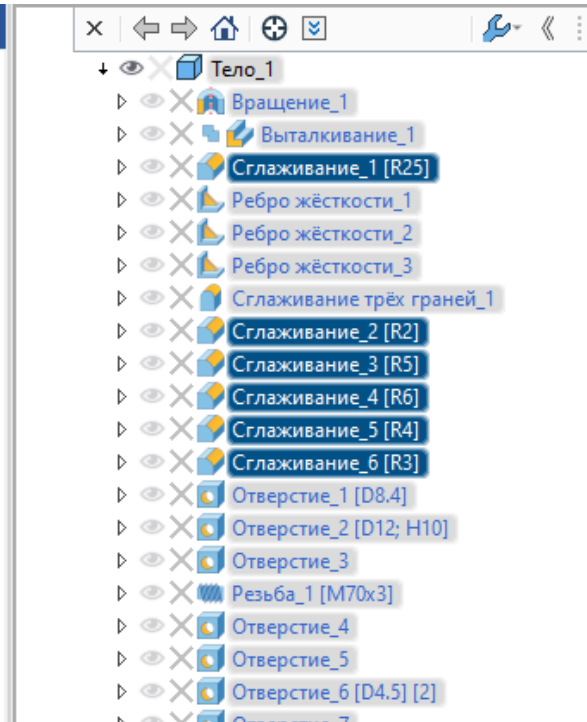 Тело_1
Вращение_1
Выталкивание_1
Сглаживание_1 [R25]
Ребро жёсткости_1
Ребро жёсткости_2
Ребро жёсткости_3
Сглаживание трёх граней_1
Сглаживание_2 [R2]
Сглаживание_3 [R5]
Сглаживание_4 [R6]
Сглаживание_5 [R4]
Сглаживание_6 [R3]
Отверстие_1 [D8.4]
Отверстие_2 [D12; H10]
Отверстие_3
Резьба_1 [M70x3]
Отверстие_4
Отверстие_5
Отверстие_6 [D4.5] [2]
Отверстие_7